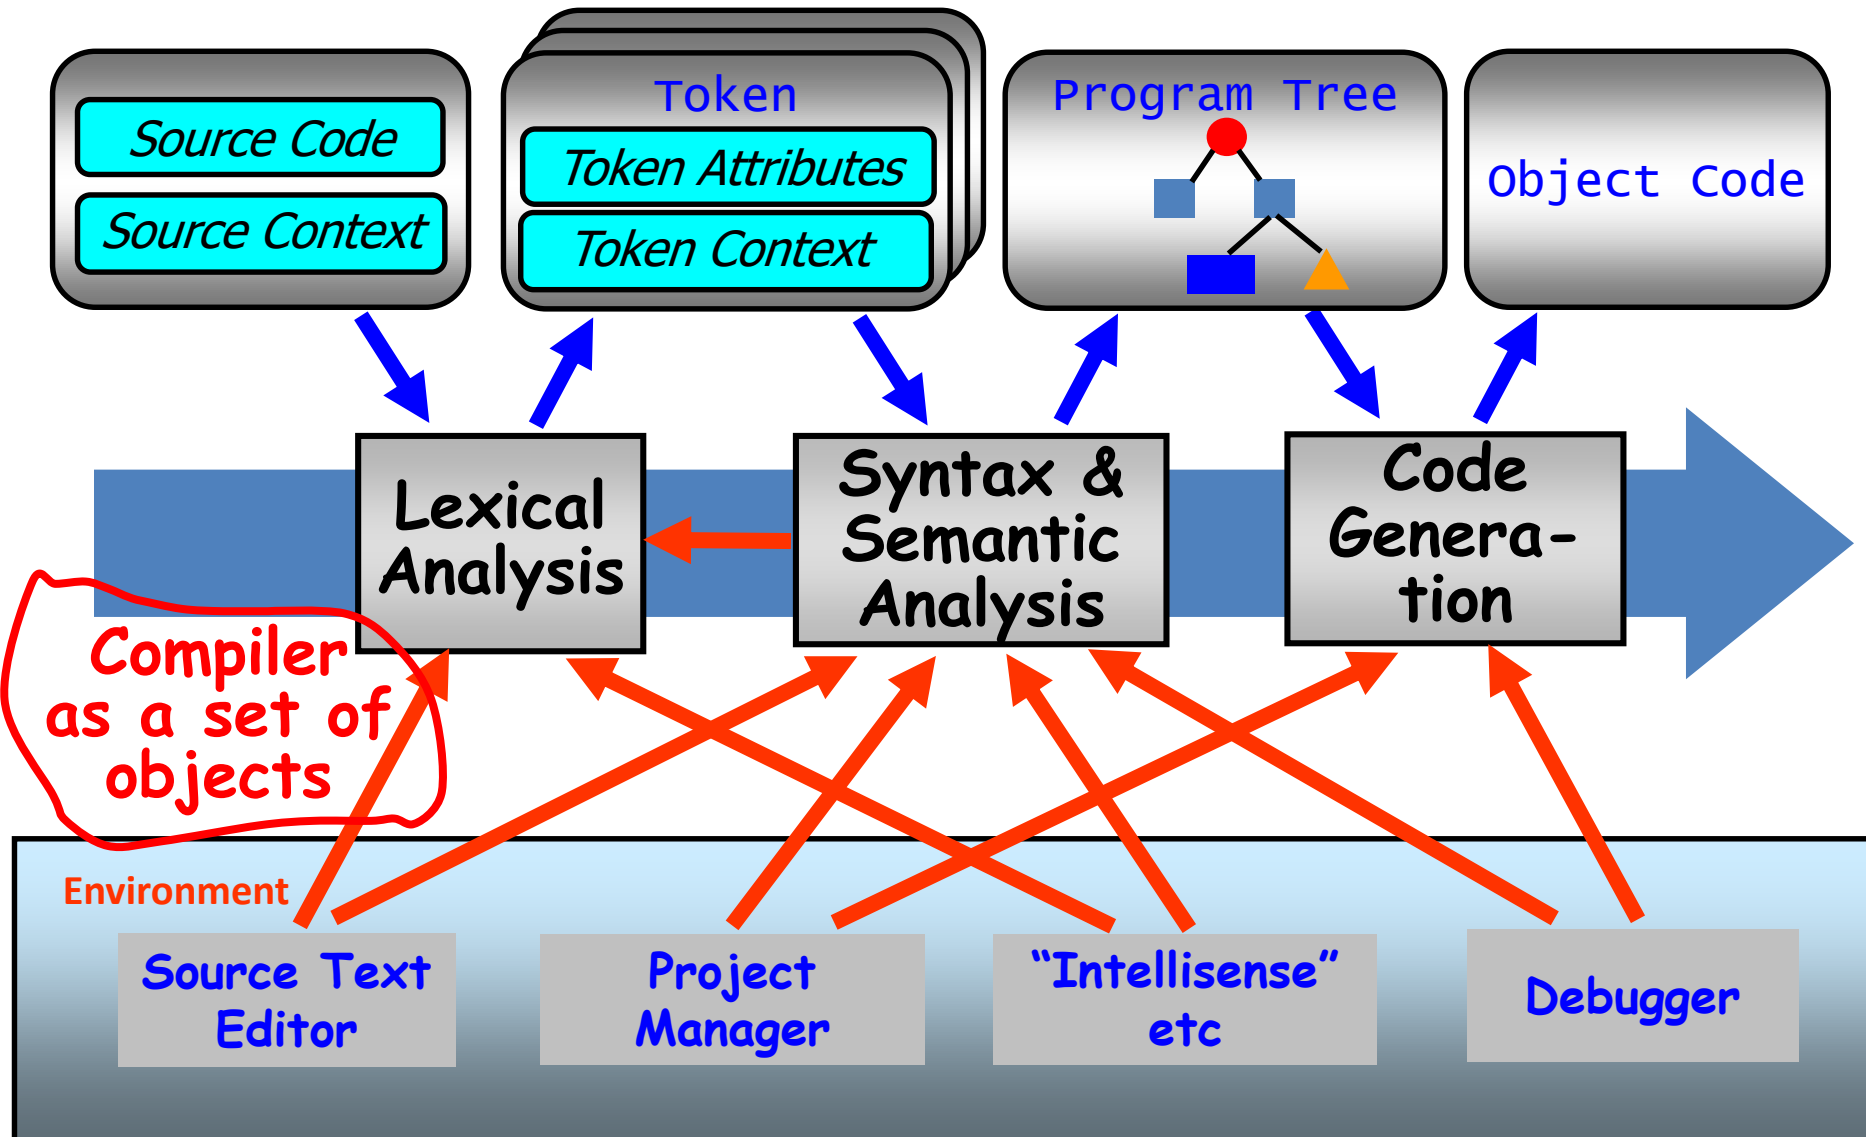 Source Code
Source Context
Token
Token Attributes
Token Context
Program Tree
Object Code
Lexical
Analysis
Syntax &
Semantic
Analysis
Code
Genera-
tion
Compiler
as a set of
objects
Environment
Source Text
Editor
Project
Manager
“Intellisense”
etc
Debugger